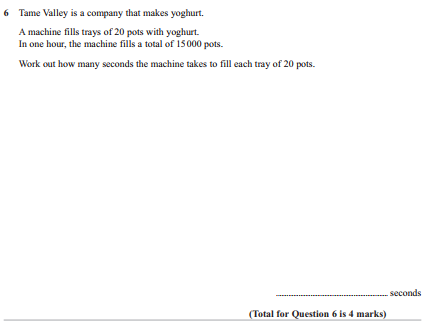 6 Tame Valley is a company that makes yoghurt.
A machine fills trays of 20 pots with yoghurt.
In one hour, the machine fills a total of 15 000 pots.
Work out how many seconds the machine takes to fill each tray of 20 pots.
seconds
(Total for Question 6 is 4 marks)